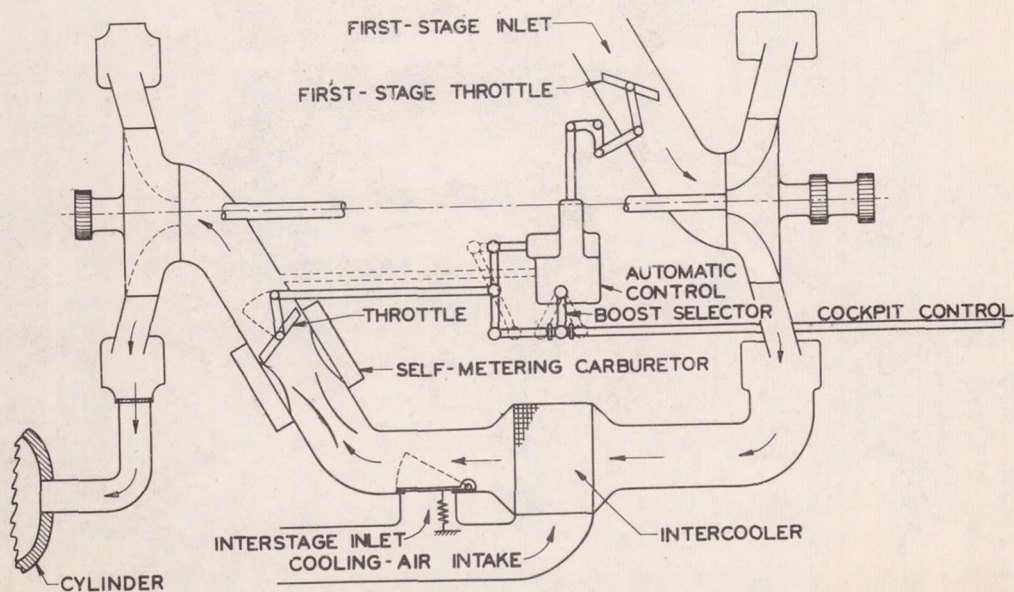 FIRST-STAGE INLET
FIRST-STAGE THROTTLE
AUTOMATIC
CONTROL
BOOST SELECTOR
COCKPIT CONTROL
THROTTLE
SELF-METERING CARBURETOR
INTERCOOLER
INTERSTAGE INLET
COOLING-AIR INTAKE
CYLINDER